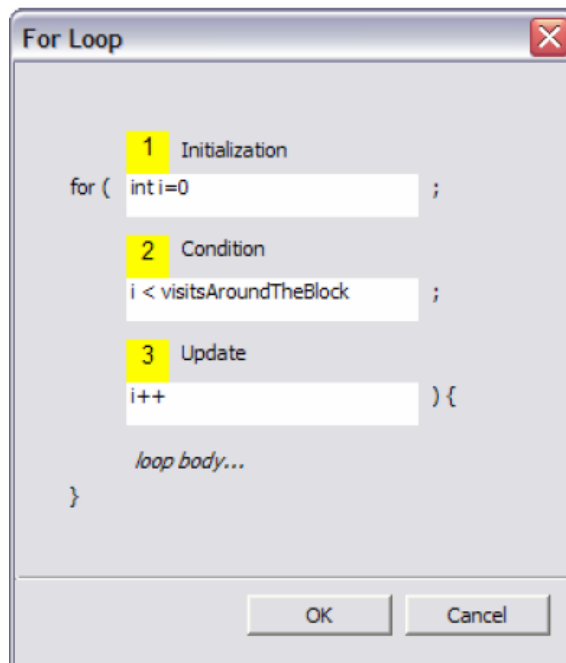 For Loop
1 Initialization
for ( int i=0 ;
2 Condition
i < visitsAroundTheBlock ;
3 Update
i++ ) {
loop body...
}
OK Cancel